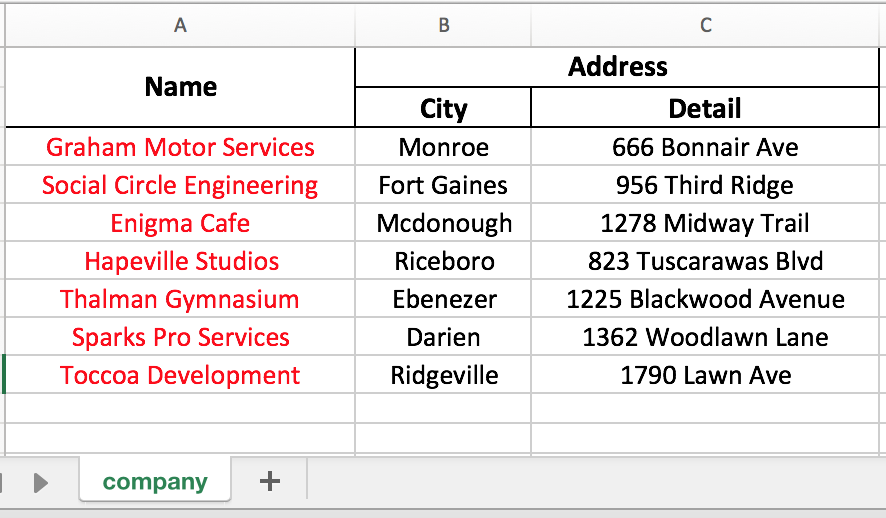 A B C
Name Address
City Detail
Graham Motor Services Monroe 666 Bonnair Ave
Social Circle Engineering Fort Gaines 956 Third Ridge
Enigma Cafe Mcdonough 1278 Midway Trail
Hapeville Studios Riceboro 823 Tuscarawas Blvd
Thalman Gymnasium Ebenezer 1225 Blackwood Avenue
Sparks Pro Services Darien 1362 Woodlawn Lane
Toccoa Development Ridgeville 1790 Lawn Ave
company +